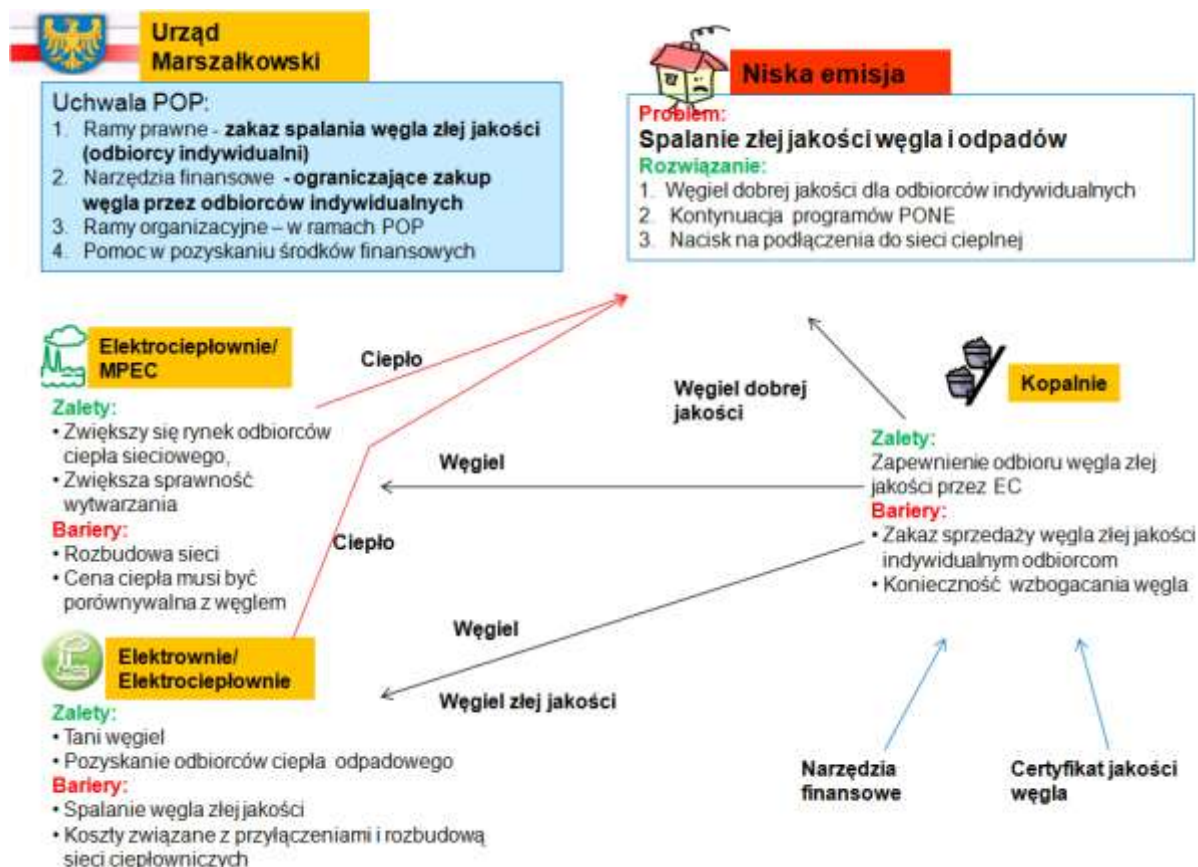 Urząd
Marszałkowski
Uchwala POP:
1. Ramy prawne - zakaz spalania węgla złej jakości
(odbiorcy indywidualni)
2. Narzędzia finansowe - ograniczające zakup
węgla przez odbiorców indywidualnych
3. Ramy organizacyjne – w ramach POP
4. Pomoc w pozyskaniu środków finansowych
Niska emisja
Problem:
Spalanie złej jakości węgla i odpadów
Rozwiązanie:
1. Węgiel dobrej jakości dla odbiorców indywidualnych
2. Kontynuacja programów PONE
3. Nacisk na podłączenia do sieci cieplnej
Elektrociepłownie/
MPEC
Zalety:
• Zwiększy się rynek odbiorców
ciepła sieciowego,
• Zwiększa sprawność
wytwarzania
Bariery:
• Rozbudowa sieci
• Cena ciepła musi być
porównywalna z węglem
Ciepło
Ciepło
Węgiel dobrej
jakości
Węgiel
Węgiel
Węgiel złej jakości
Kopalnie
Zalety:
Zapewnienie odbioru węgla złej
jakości przez EC
Bariery:
• Zakaz sprzedaży węgla złej jakości
indywidualnym odbiorcom
• Konieczność wzbogacania węgla
Elektrownie/
Elektrociepłownie
Zalety:
• Tani węgiel
• Pozyskanie odbiorców ciepła odpadowego
Bariery:
• Spalanie węgla złej jakości
• Koszty związane z przyłączeniami i rozbudową
sieci ciepłowniczych
Narzędzia
finansowe
Certyfikat jakości
węgla